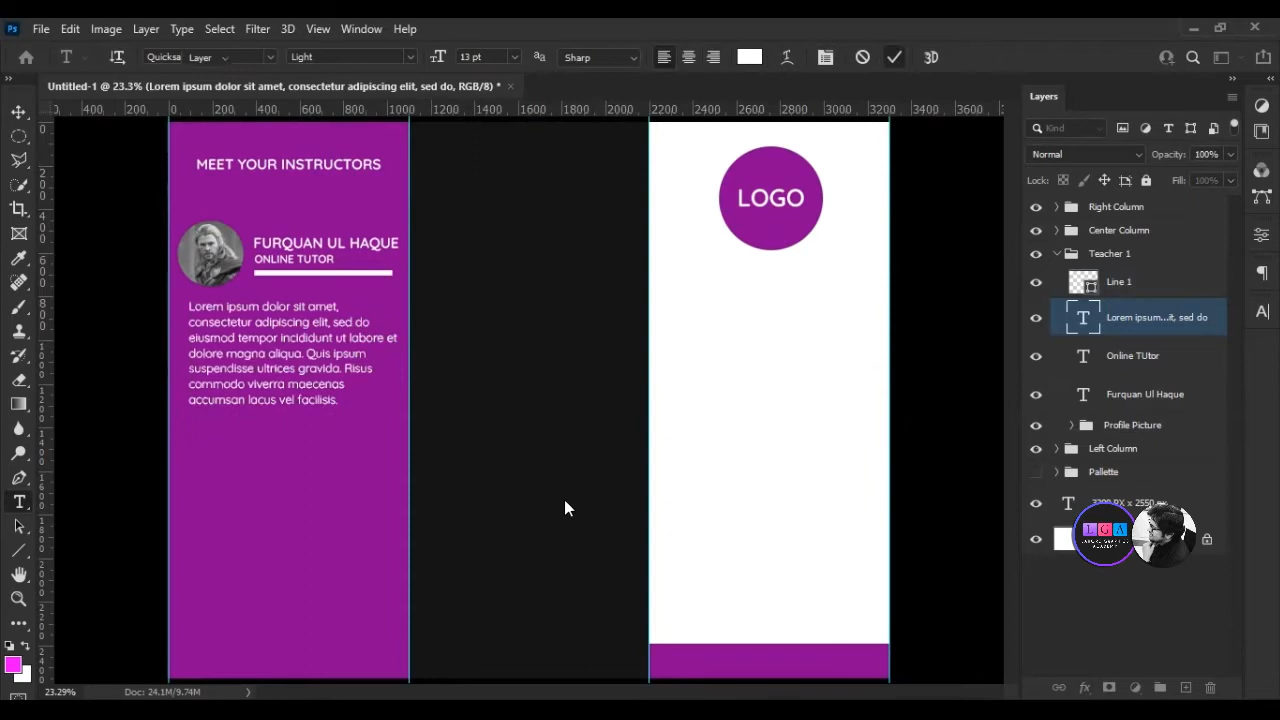 Ps File Edit Image Layer Type Select Filter 3D View Window Help
Quicksa Layer Light 13 pt Sharp 3D
Untitled-1 @ 23.3% (Lorem ipsum dolor sit amet, consectetur adipiscing elit, sed do, RGB/8) *
400 200 0 200 400 600 800 1000 1200 1400 1600 1800 2000 2200 2400 2600 2800 3000 3200 3400 3600
MEET YOUR INSTRUCTORS
FURQUAN UL HAQUE
ONLINE TUTOR
Lorem ipsum dolor sit amet,
consectetur adipiscing elit, sed do
eiusmod tempor incididunt ut labore et
dolore magna aliqua. Quis ipsum
suspendisse ultrices gravida. Risus
commodo viverra maecenas
accumsan lacus vel facilisis.
LOGO
Layers
Kind
Normal Opacity: 100%
Lock: Fill: 100%
Right Column
Center Column
Teacher 1
Line 1
Lorem ipsum...it, sed do
Online TUtor
Furquan Ul Haque
Profile Picture
Left Column
Pallette
LGA
23.29% Doc: 24.1M/9.74M